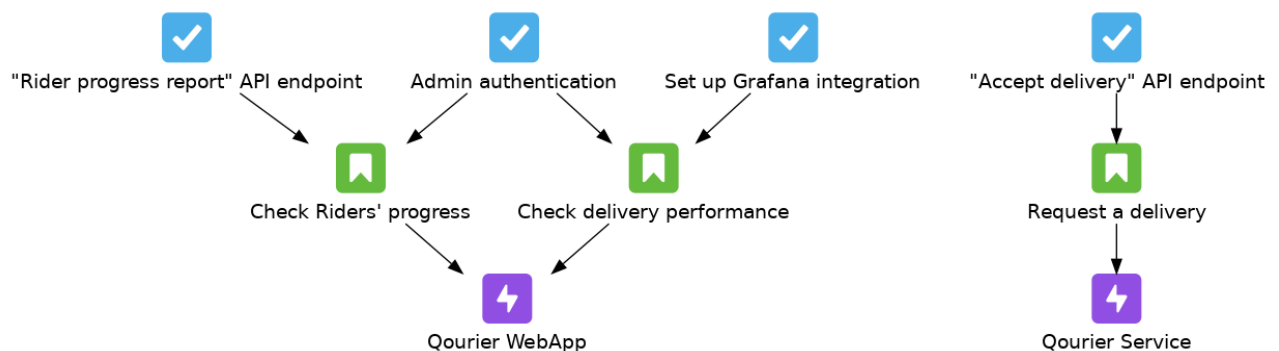 "Rider progress report" API endpoint
Admin authentication
Set up Grafana integration
"Accept delivery" API endpoint
Check Riders' progress
Check delivery performance
Request a delivery
Qourier WebApp
Qourier Service